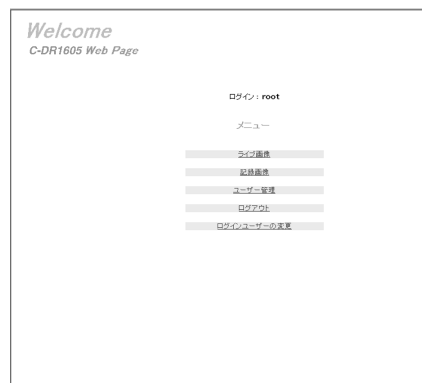 Welcome
C-DR1605 Web Page
ログイン : root
メニュー
ライブ画像
記録画像
ユーザー管理
ログアウト
ログインユーザーの変更